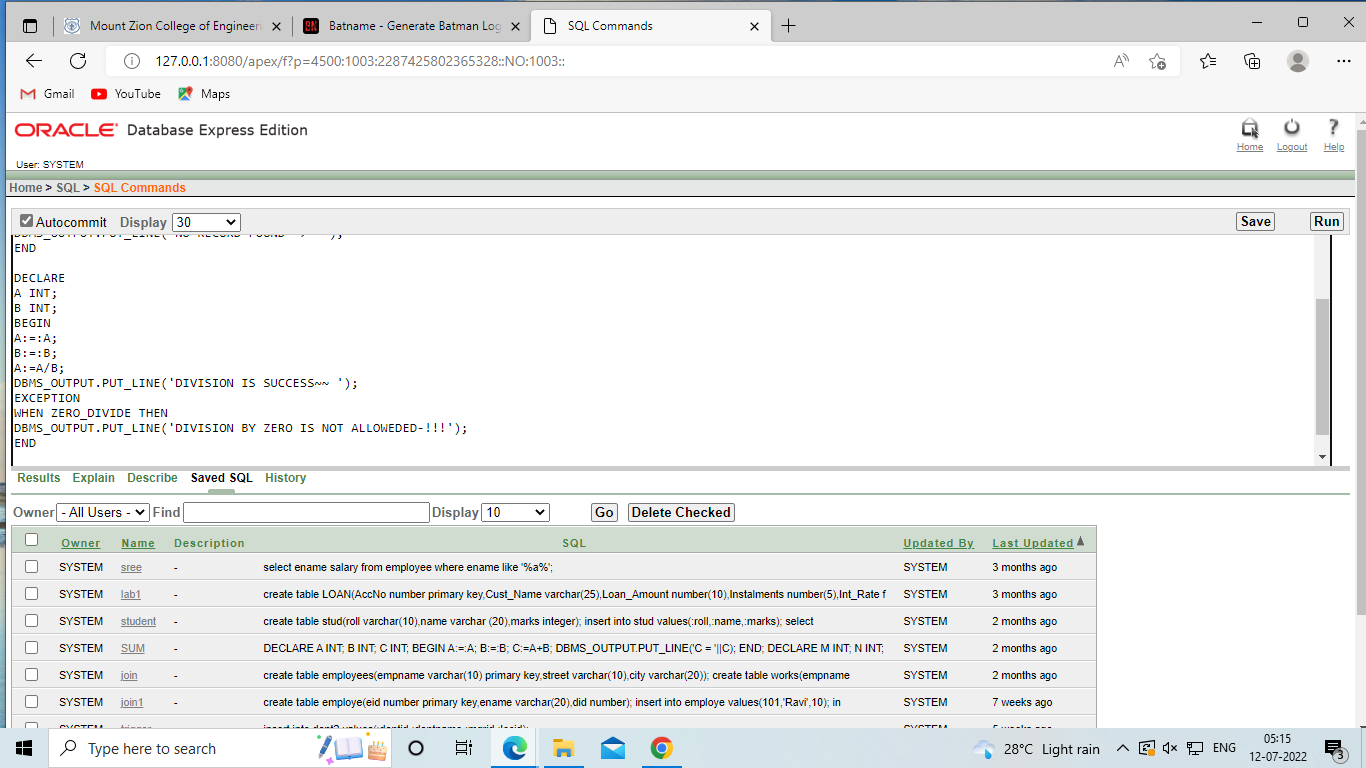 Mount Zion College of Engineeri
Batname - Generate Batman Log
SQL Commands
127.0.0.1:8080/apex/f?p=4500:1003:2287425802365328::NO:1003::
Gmail YouTube Maps
ORACLE Database Express Edition
Home Logout Help
User: SYSTEM
Home > SQL > SQL Commands
Autocommit Display 30 Save Run
DBMS_OUTPUT.PUT_LINE('NO RECORD FOUND
END
DECLARE
A INT;
B INT;
BEGIN
A:=:A;
B:=:B;
A:=A/B;
DBMS_OUTPUT.PUT_LINE('DIVISION IS SUCCESS~~ ');
EXCEPTION
WHEN ZERO_DIVIDE THEN
DBMS_OUTPUT.PUT_LINE('DIVISION BY ZERO IS NOT ALLOWEDED-!!!');
END
Results Explain Describe Saved SQL History
Owner - All Users - Find Display 10 Go Delete Checked
Owner Name Description SQL Updated By Last Updated
SYSTEM sree - select ename salary from employee where ename like '%a%'; SYSTEM 3 months ago
SYSTEM lab1 - create table LOAN(AccNo number primary key,Cust_Name varchar(25),Loan_Amount number(10),Instalments number(5),Int_Rate f SYSTEM 3 months ago
SYSTEM student - create table stud(roll varchar(10),name varchar (20),marks integer); insert into stud values(:roll,:name,:marks); select SYSTEM 2 months ago
SYSTEM SUM - DECLARE A INT; B INT; C INT; BEGIN A:=:A; B:=:B; C:=A+B; DBMS_OUTPUT.PUT_LINE('C = '||C); END; DECLARE M INT; N INT; SYSTEM 2 months ago
SYSTEM join - create table employees(empname varchar(10) primary key,street varchar(10),city varchar(20)); create table works(empname SYSTEM 2 months ago
SYSTEM join1 - create table employe(eid number primary key,ename varchar(20),did number); insert into employe values(101,'Ravi',10); in SYSTEM 7 weeks ago
Type here to search
28°C Light rain
ENG
05:15
12-07-2022
3